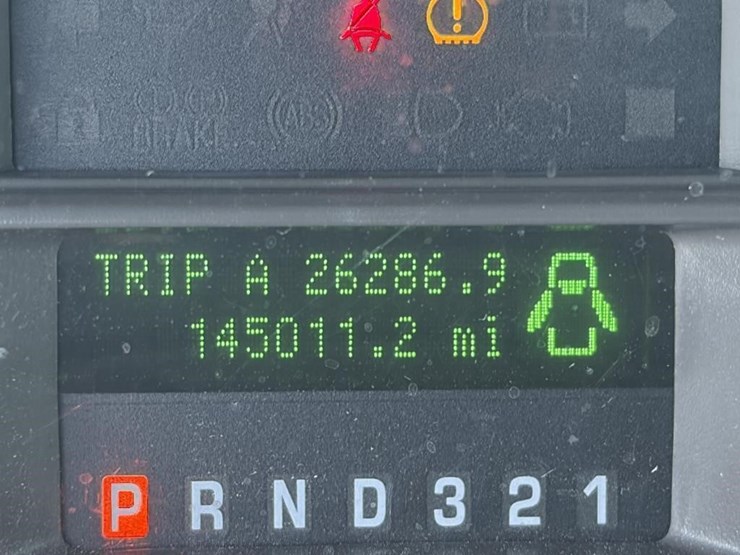 BRAKE
ABS
TRIP A 26286.9
145011.2 mi
P R N D 3 2 1